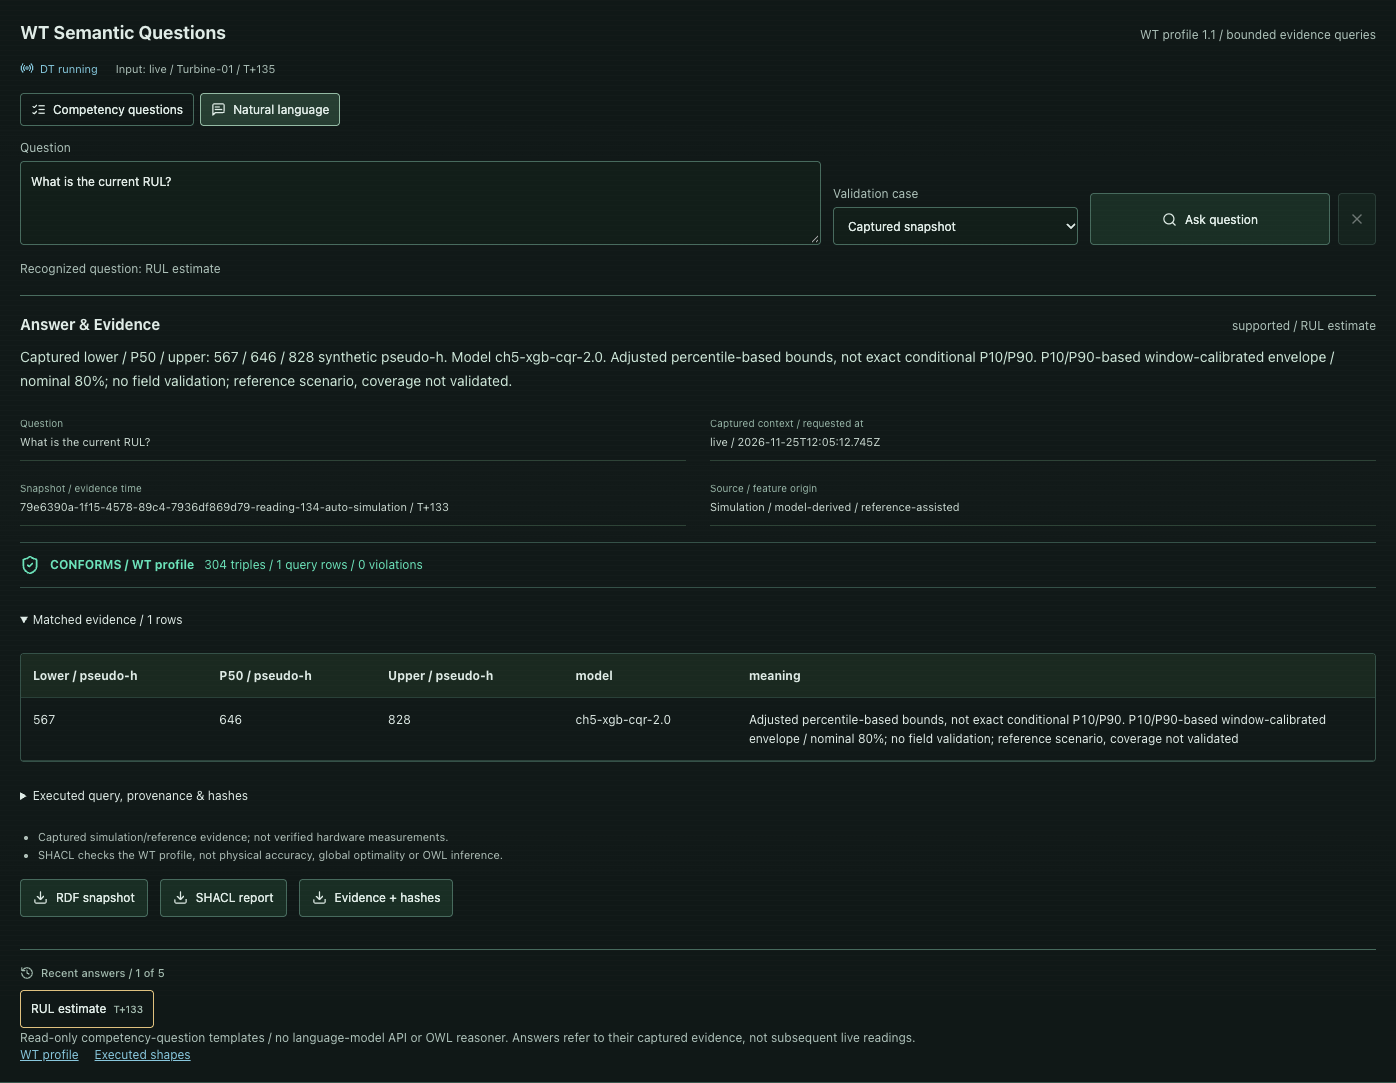 WT Semantic Questions
WT profile 1.1 / bounded evidence queries
DT running
Input: live / Turbine-01 / T+135
Competency questions
Natural language
Question
What is the current RUL?
Validation case
Captured snapshot
Ask question
Recognized question: RUL estimate
Answer & Evidence
supported / RUL estimate
Captured lower / P50 / upper: 567 / 646 / 828 synthetic pseudo-h. Model ch5-xgb-cqr-2.0. Adjusted percentile-based bounds, not exact conditional P10/P90. P10/P90-based window-calibrated envelope /
nominal 80%; no field validation; reference scenario, coverage not validated.
Question
What is the current RUL?
Captured context / requested at
live / 2026-11-25T12:05:12.745Z
Snapshot / evidence time
79e6390a-1f15-4578-89c4-7936df869d79-reading-134-auto-simulation / T+133
Source / feature origin
Simulation / model-derived / reference-assisted
CONFORMS / WT profile 304 triples / 1 query rows / 0 violations
Matched evidence / 1 rows
Lower / pseudo-h P50 / pseudo-h Upper / pseudo-h model meaning
567 646 828 ch5-xgb-cqr-2.0 Adjusted percentile-based bounds, not exact conditional P10/P90. P10/P90-based window-calibrated
envelope / nominal 80%; no field validation; reference scenario, coverage not validated
Executed query, provenance & hashes
Captured simulation/reference evidence; not verified hardware measurements.
SHACL checks the WT profile, not physical accuracy, global optimality or OWL inference.
RDF snapshot
SHACL report
Evidence + hashes
Recent answers / 1 of 5
RUL estimate T+133
Read-only competency-question templates / no language-model API or OWL reasoner. Answers refer to their captured evidence, not subsequent live readings.
WT profile Executed shapes